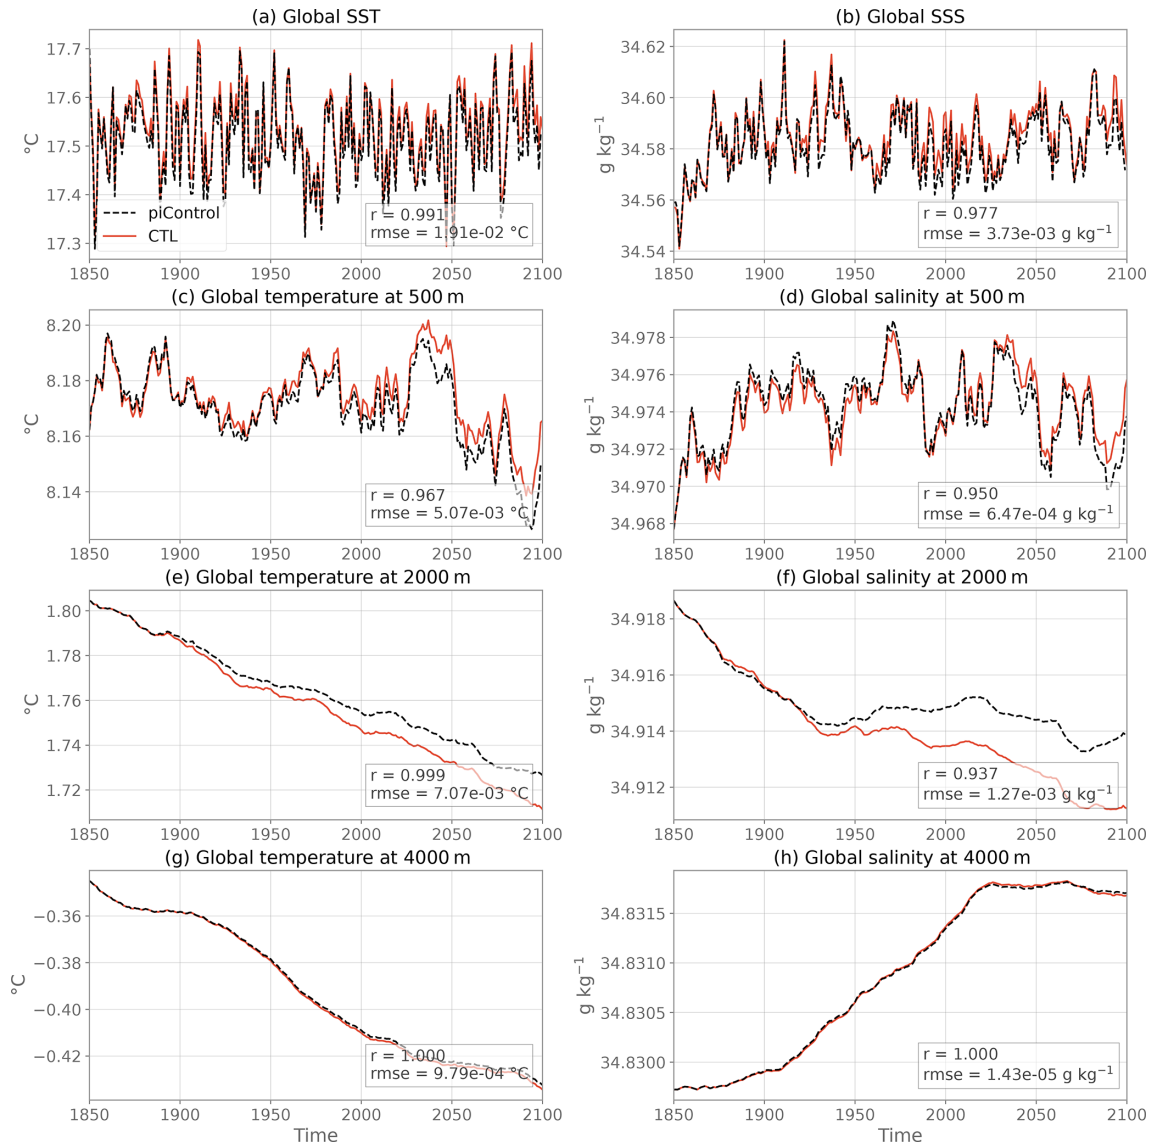 (a) Global SST
°C
17.7
17.6
17.5
17.4
17.3
piControl
CTL
r = 0.991
rmse = 1.91e-02 °C
1850 1900 1950 2000 2050 2100
(b) Global SSS
g kg⁻¹
34.62
34.60
34.58
34.56
34.54
r = 0.977
rmse = 3.73e-03 g kg⁻¹
1850 1900 1950 2000 2050 2100
(c) Global temperature at 500 m
°C
8.20
8.18
8.16
8.14
r = 0.967
rmse = 5.07e-03 °C
1850 1900 1950 2000 2050 2100
(d) Global salinity at 500 m
g kg⁻¹
34.978
34.976
34.974
34.972
34.970
34.968
r = 0.950
rmse = 6.47e-04 g kg⁻¹
1850 1900 1950 2000 2050 2100
(e) Global temperature at 2000 m
°C
1.80
1.78
1.76
1.74
1.72
r = 0.999
rmse = 7.07e-03 °C
1850 1900 1950 2000 2050 2100
(f) Global salinity at 2000 m
g kg⁻¹
34.918
34.916
34.914
34.912
r = 0.937
rmse = 1.27e-03 g kg⁻¹
1850 1900 1950 2000 2050 2100
(g) Global temperature at 4000 m
°C
−0.36
−0.38
−0.40
−0.42
r = 1.000
rmse = 9.79e-04 °C
1850 1900 1950 2000 2050 2100
Time
(h) Global salinity at 4000 m
g kg⁻¹
34.8315
34.8310
34.8305
34.8300
r = 1.000
rmse = 1.43e-05 g kg⁻¹
1850 1900 1950 2000 2050 2100
Time